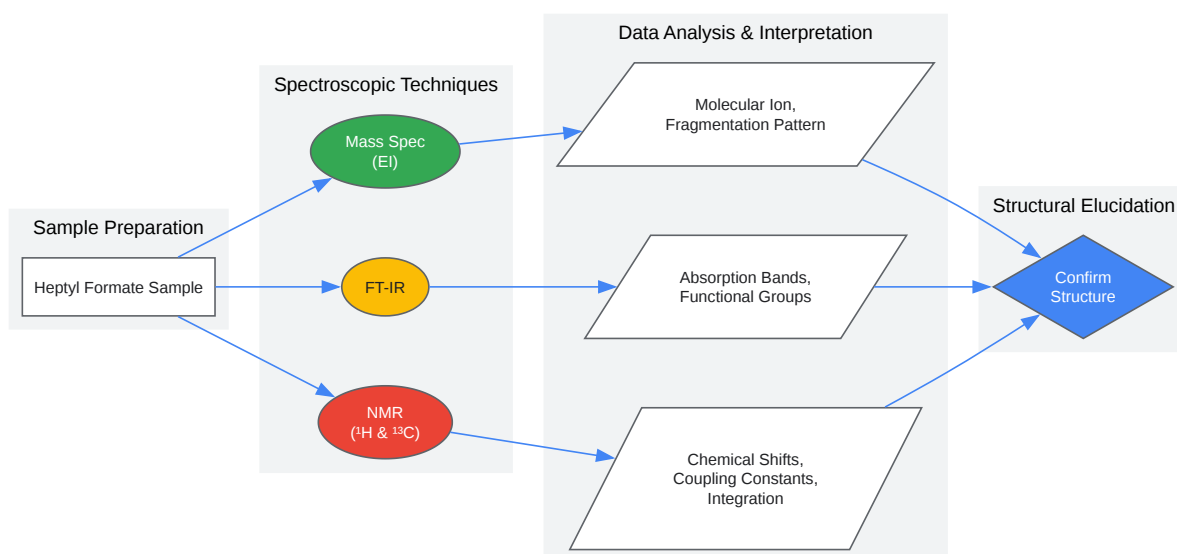 Sample Preparation
Heptyl Formate Sample
Spectroscopic Techniques
Mass Spec
(EI)
FT-IR
NMR
(¹H & ¹³C)
Data Analysis & Interpretation
Molecular Ion,
Fragmentation Pattern
Absorption Bands,
Functional Groups
Chemical Shifts,
Coupling Constants,
Integration
Structural Elucidation
Confirm
Structure